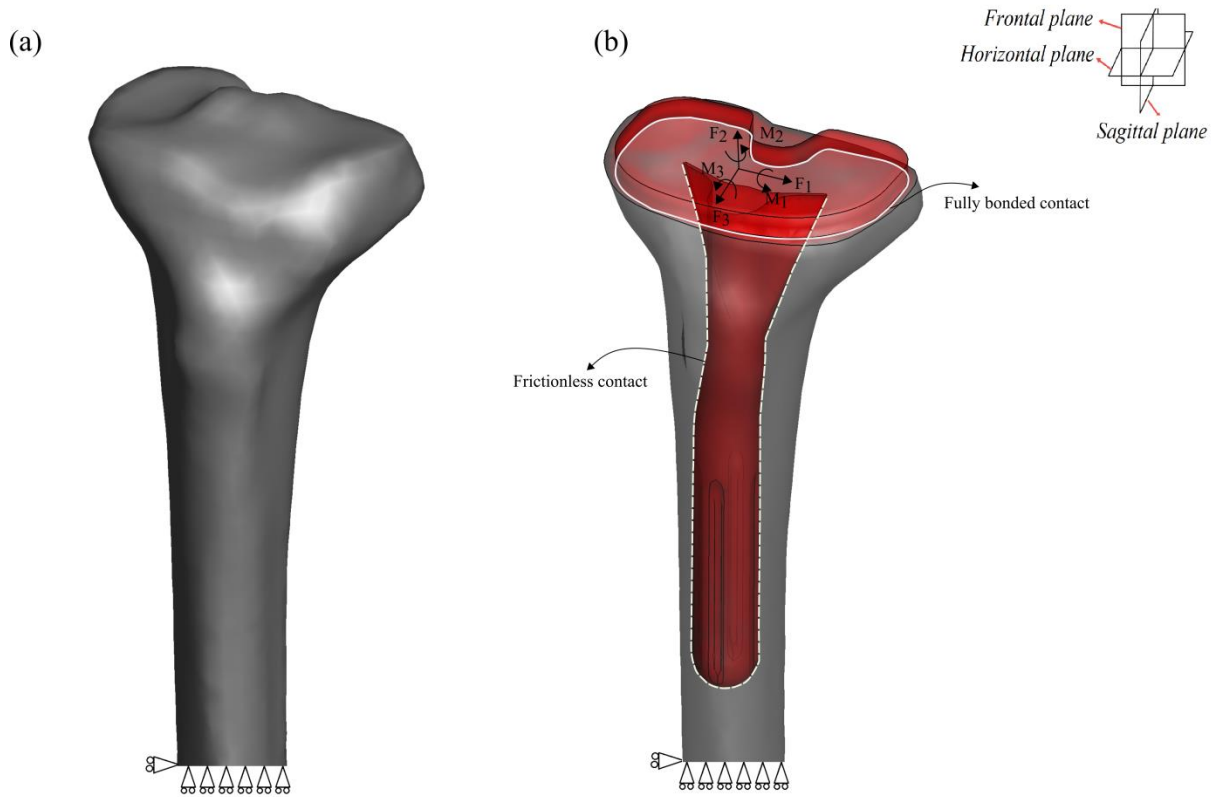 (a)
(b)
Frontal plane
Horizontal plane
Sagittal plane
F2
M2
M3
F1
M1
F3
Fully bonded contact
Frictionless contact